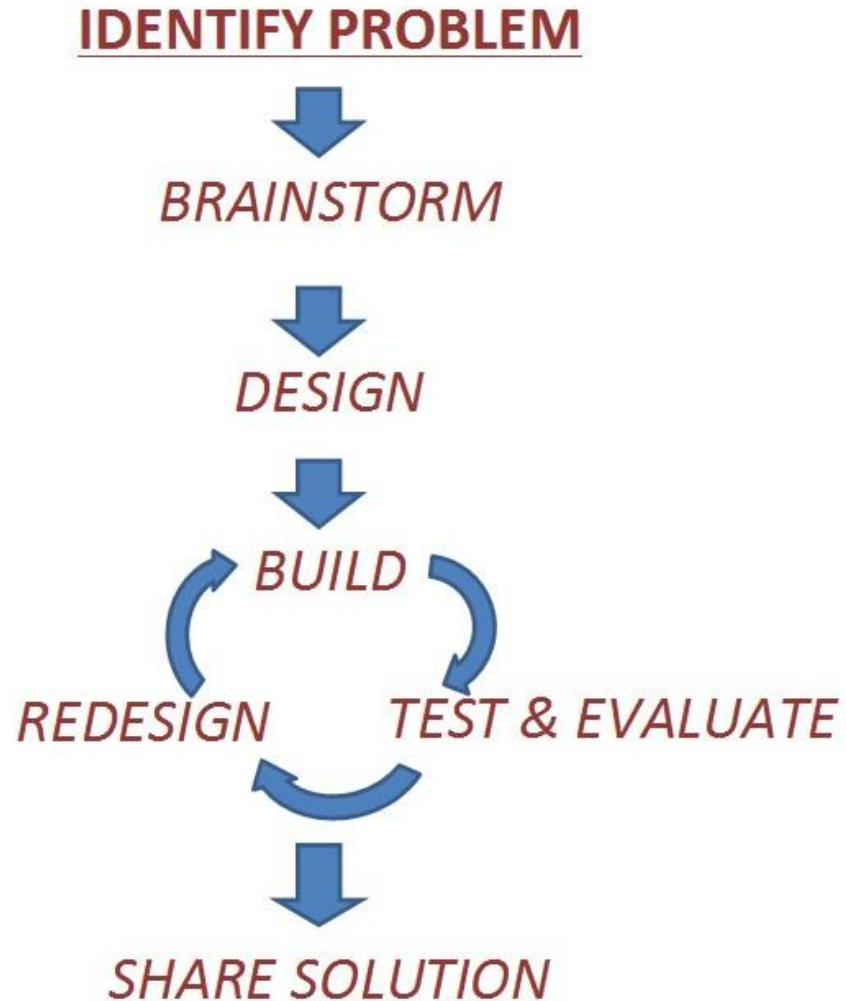 IDENTIFY PROBLEM
BRAINSTORM
DESIGN
BUILD
REDESIGN
TEST & EVALUATE
SHARE SOLUTION